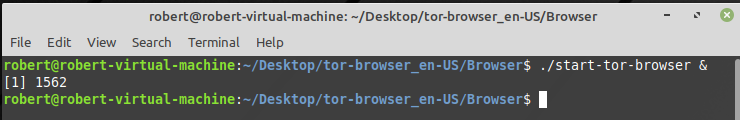 robert@robert-virtual-machine: ~/Desktop/tor-browser_en-US/Browser
File Edit View Search Terminal Help
robert@robert-virtual-machine:~/Desktop/tor-browser_en-US/Browser$ ./start-tor-browser &
[1] 1562
robert@robert-virtual-machine:~/Desktop/tor-browser_en-US/Browser$